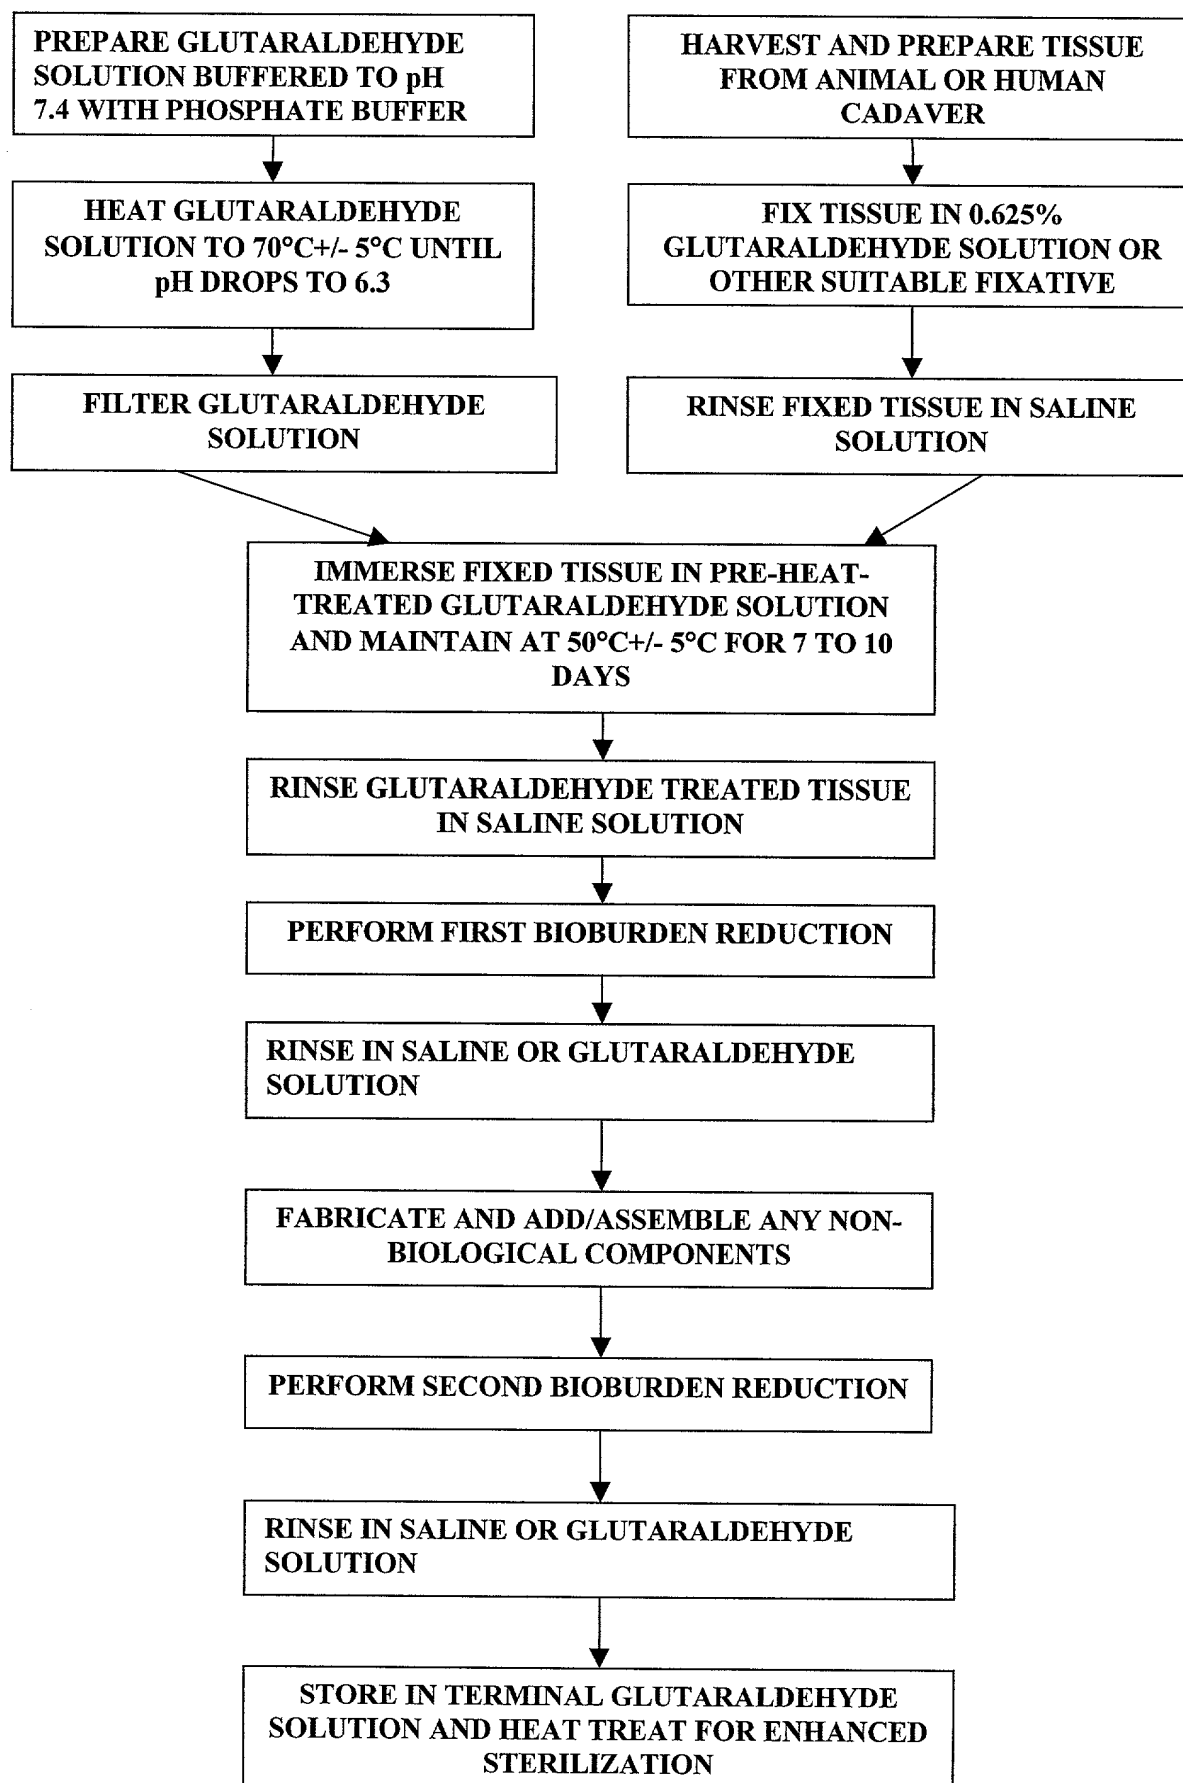 PREPARE GLUTARALDEHYDE
SOLUTION BUFFERED TO pH
7.4 WITH PHOSPHATE BUFFER
HARVEST AND PREPARE TISSUE
FROM ANIMAL OR HUMAN
CADAVER
HEAT GLUTARALDEHYDE
SOLUTION TO 70°C+/- 5°C UNTIL
pH DROPS TO 6.3
FIX TISSUE IN 0.625%
GLUTARALDEHYDE SOLUTION OR
OTHER SUITABLE FIXATIVE
FILTER GLUTARALDEHYDE
SOLUTION
RINSE FIXED TISSUE IN SALINE
SOLUTION
IMMERSE FIXED TISSUE IN PRE-HEAT-
TREATED GLUTARALDEHYDE SOLUTION
AND MAINTAIN AT 50°C+/- 5°C FOR 7 TO 10
DAYS
RINSE GLUTARALDEHYDE TREATED TISSUE
IN SALINE SOLUTION
PERFORM FIRST BIOBURDEN REDUCTION
RINSE IN SALINE OR GLUTARALDEHYDE
SOLUTION
FABRICATE AND ADD/ASSEMBLE ANY NON-
BIOLOGICAL COMPONENTS
PERFORM SECOND BIOBURDEN REDUCTION
RINSE IN SALINE OR GLUTARALDEHYDE
SOLUTION
STORE IN TERMINAL GLUTARALDEHYDE
SOLUTION AND HEAT TREAT FOR ENHANCED
STERILIZATION